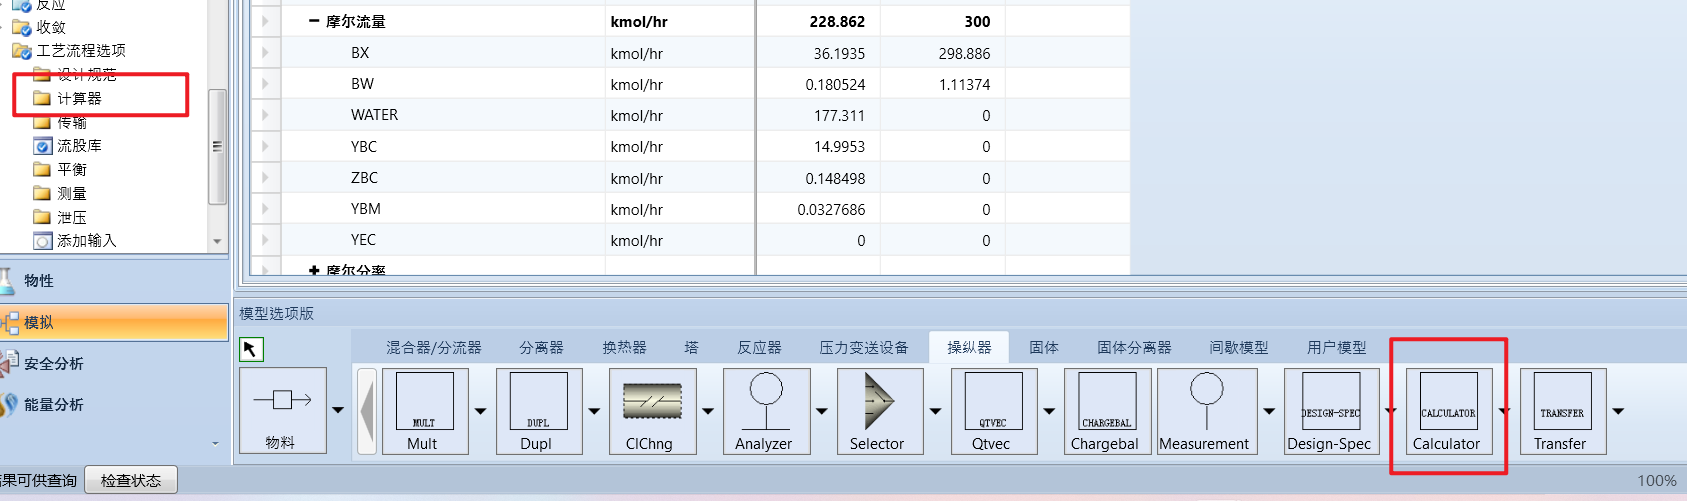 反应
收敛
工艺流程选项
设计规范
计算器
传输
流股库
平衡
测量
泄压
添加输入
物性
模拟
安全分析
能量分析
摩尔流量 kmol/hr 228.862 300
BX kmol/hr 36.1935 298.886
BW kmol/hr 0.180524 1.11374
WATER kmol/hr 177.311 0
YBC kmol/hr 14.9953 0
ZBC kmol/hr 0.148498 0
YBM kmol/hr 0.0327686 0
YEC kmol/hr 0 0
摩尔分率
模型选项版
混合器/分流器 分离器 换热器 塔 反应器 压力变送设备 操纵器 固体 固体分离器 间歇模型 用户模型
MULT DUPL QTVEC CHARGEBAL DESIGN-SPEC CALCULATOR TRANSFER
物料 Mult Dupl ClChng Analyzer Selector Qtvec Chargebal Measurement Design-Spec Calculator Transfer
果可供查询 检查状态 100%